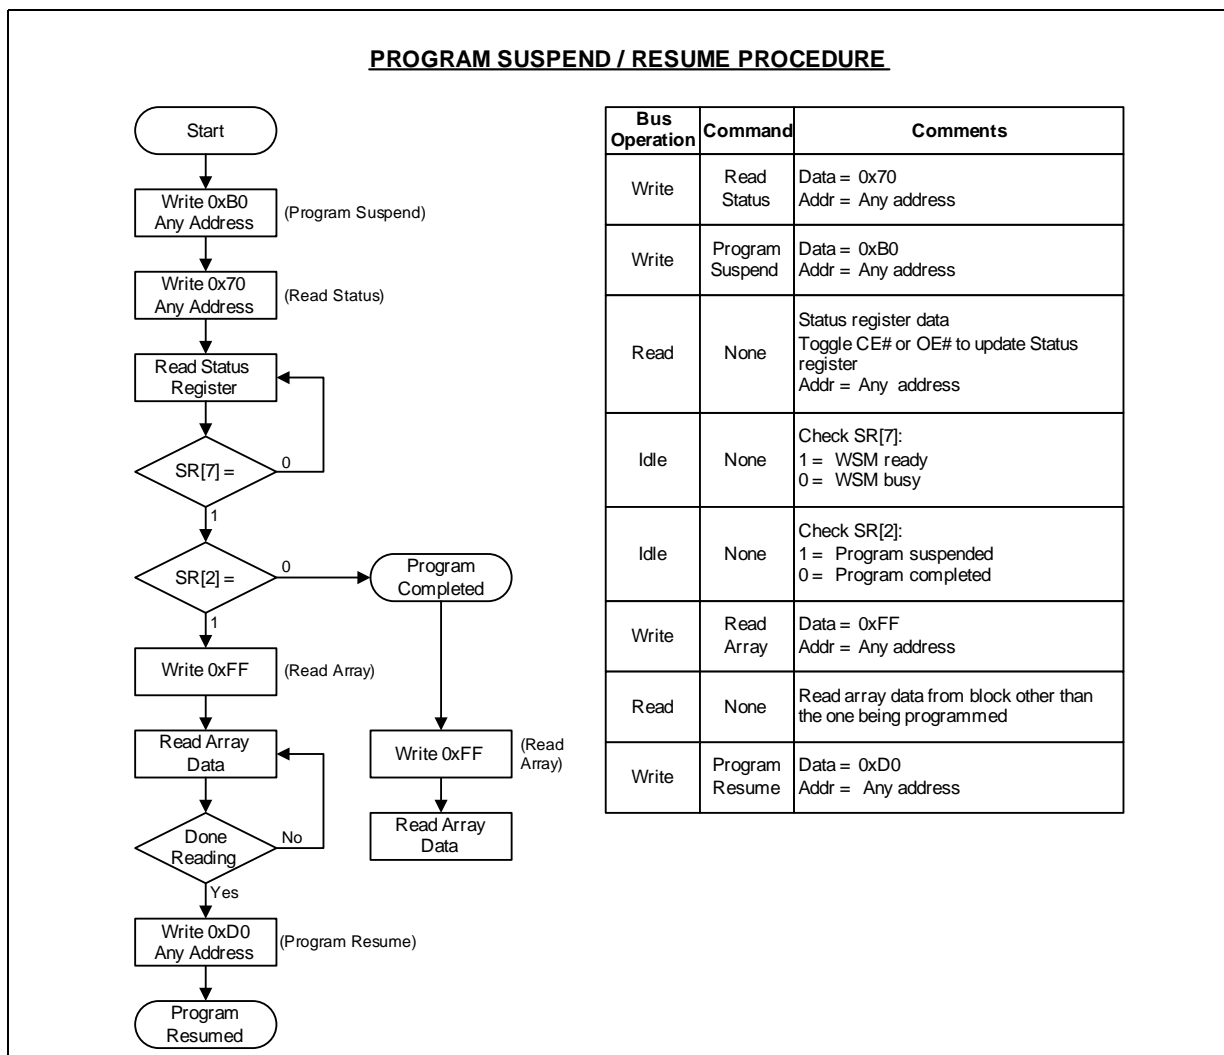 PROGRAM SUSPEND / RESUME PROCEDURE
Start
Write 0xB0
Any Address
(Program Suspend)
Write 0x70
Any Address
(Read Status)
Read Status
Register
SR[7] =
0
1
SR[2] =
0
1
Program
Completed
Write 0xFF
(Read Array)
Read Array
Data
Write 0xFF
(Read
Array)
Read Array
Data
Done
Reading
No
Yes
Write 0xD0
Any Address
(Program Resume)
Program
Resumed
Bus
Operation
Command
Comments
Write
Read
Status
Data = 0x70
Addr = Any address
Write
Program
Suspend
Data = 0xB0
Addr = Any address
Read
None
Status register data
Toggle CE# or OE# to update Status
register
Addr = Any address
Idle
None
Check SR[7]:
1 = WSM ready
0 = WSM busy
Idle
None
Check SR[2]:
1 = Program suspended
0 = Program completed
Write
Read
Array
Data = 0xFF
Addr = Any address
Read
None
Read array data from block other than
the one being programmed
Write
Program
Resume
Data = 0xD0
Addr = Any address